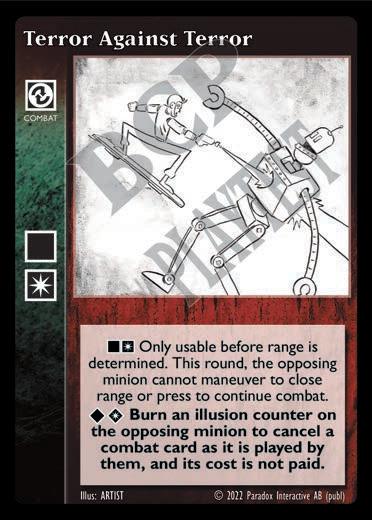 Terror Against Terror
COMBAT
BCP
PLAYTEST
Only usable before range is
determined. This round, the opposing
minion cannot maneuver to close
range or press to continue combat.
Burn an illusion counter on
the opposing minion to cancel a
combat card as it is played by
them, and its cost is not paid.
Illus: ARTIST
© 2022 Paradox Interactive AB (publ)